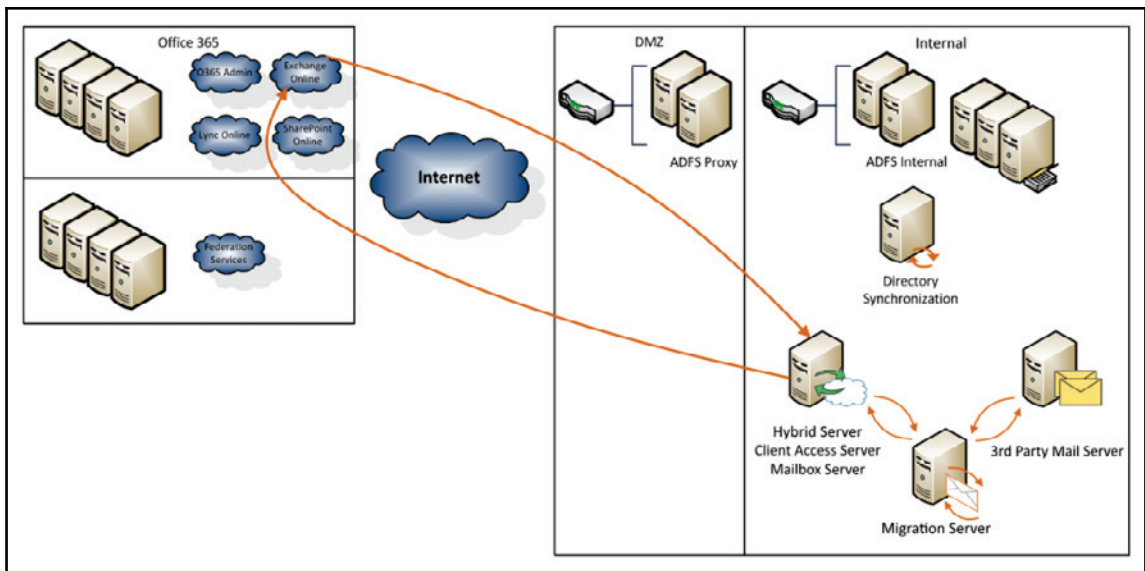 Office 365
O365 Admin
Exchange
Online
Lync Online
SharePoint
Online
Federation
Services
Internet
DMZ
ADFS Proxy
Internal
ADFS Internal
Directory
Synchronization
Hybrid Server
Client Access Server
Mailbox Server
3rd Party Mail Server
Migration Server